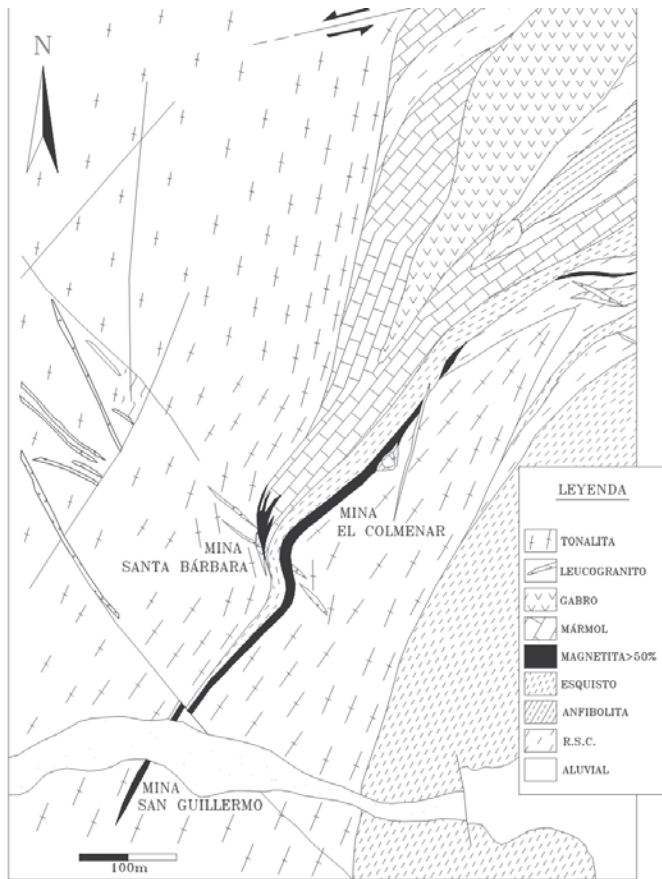 N
MINA
EL COLMENAR
MINA
SANTA BÁRBARA
MINA
SAN GUILLERMO
100m
LEYENDA
TONALITA
LEUCOGRANITO
GABRO
MÁRMOL
MAGNETITA>50%
ESQUISTO
ANFIBOLITA
R.S.C.
ALUVIAL